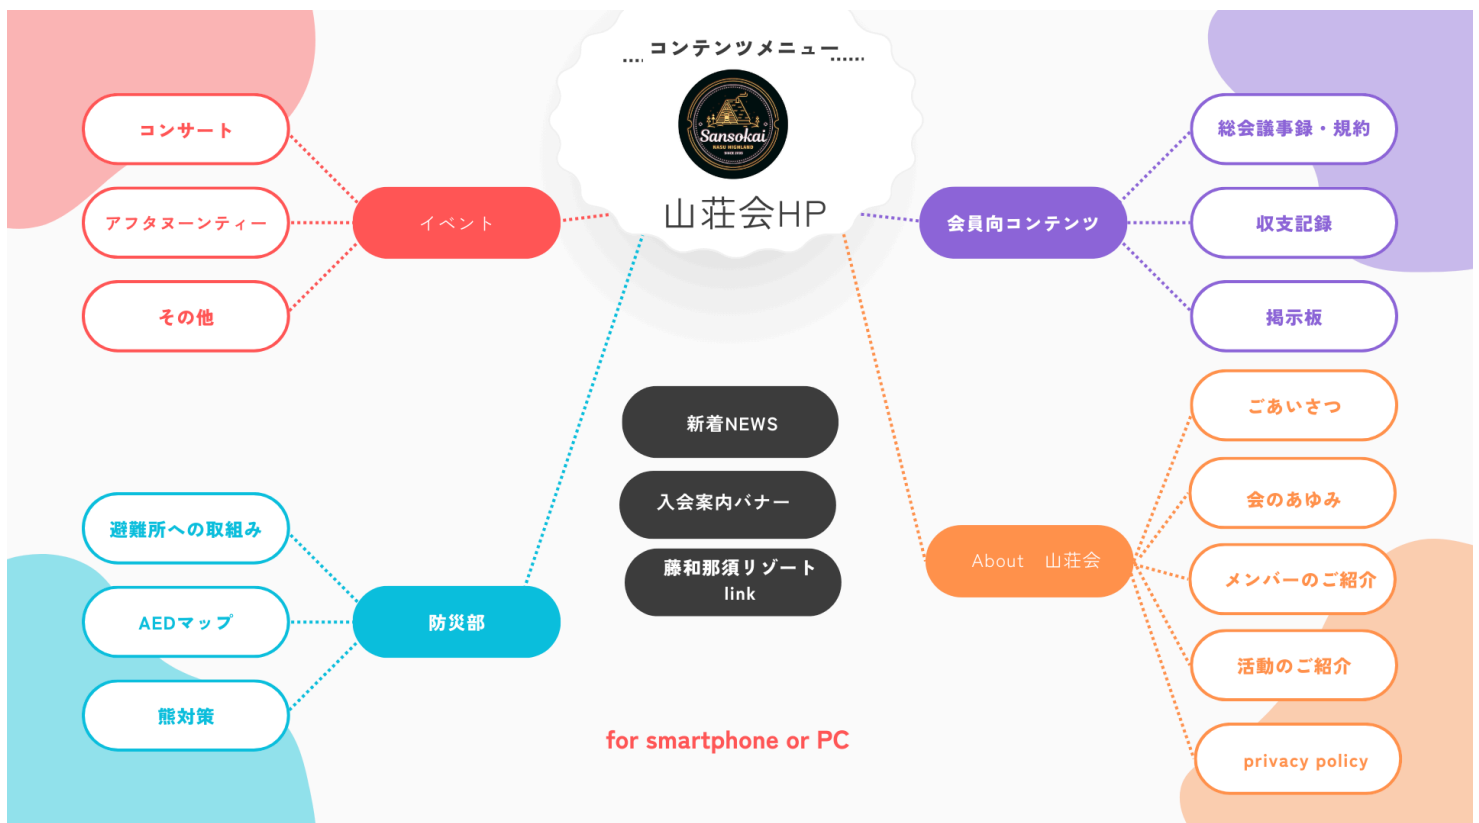 コンテンツメニュー
Sansokai
NASU HIGHLAND
山荘会HP
イベント
コンサート
アフタヌーンティー
その他
会員向コンテンツ
総会議事録・規約
収支記録
掲示板
新着NEWS
入会案内バナー
藤和那須リゾート
link
防災部
避難所への取組み
AEDマップ
熊対策
About 山荘会
ごあいさつ
会のあゆみ
メンバーのご紹介
活動のご紹介
privacy policy
for smartphone or PC